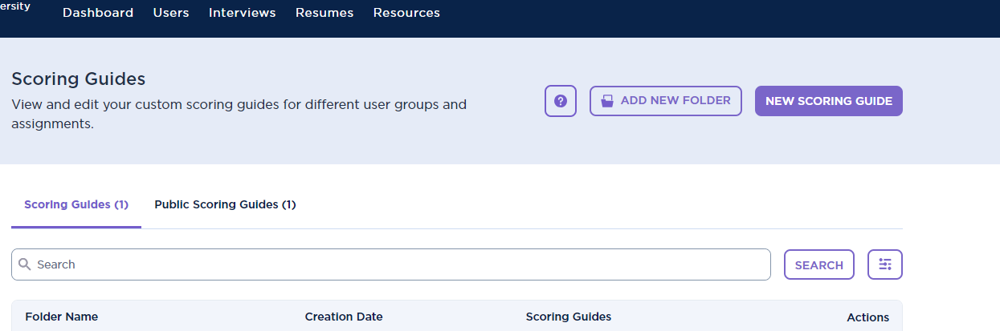 ersity
Dashboard Users Interviews Resumes Resources
Scoring Guides
View and edit your custom scoring guides for different user groups and
assignments.
? ADD NEW FOLDER NEW SCORING GUIDE
Scoring Guides (1) Public Scoring Guides (1)
Search SEARCH
Folder Name Creation Date Scoring Guides Actions